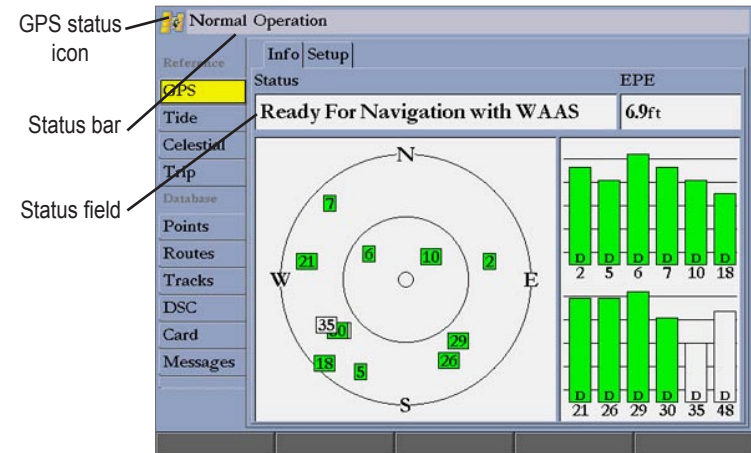 GPS status
icon
Status bar
Status field
Normal Operation
Reference
GPS
Tide
Celestial
Trip
Database
Points
Routes
Tracks
DSC
Card
Messages
Info Setup
Status EPE
Ready For Navigation with WAAS 6.9ft
N
7
21 6 10 2
W E
35 30
29
18 5 26
S
D D D D D D
2 5 6 7 10 18
D D D D D D
21 26 29 30 35 48